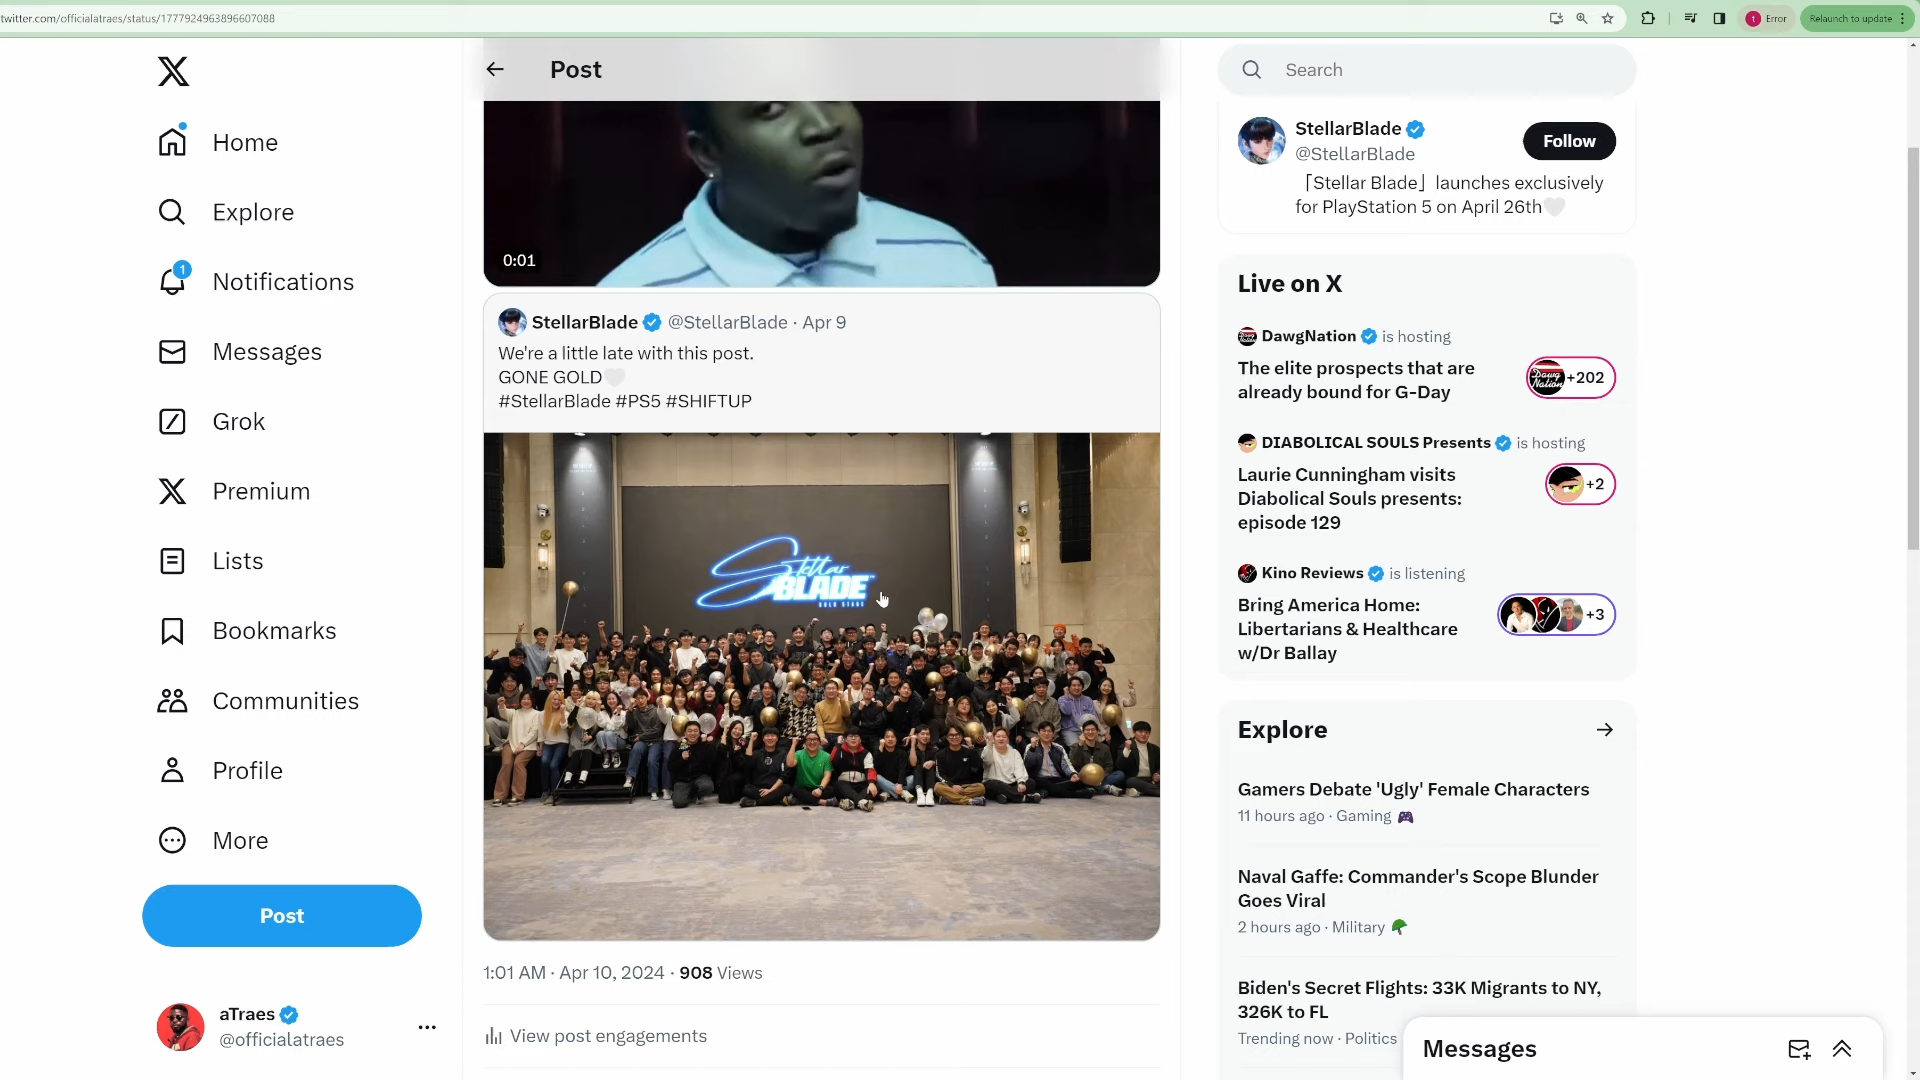 twitter.com/officialatraes/status/1777924963896607088
Error
Relaunch to update
Home
Explore
1
Notifications
Messages
Grok
Premium
Lists
Bookmarks
Communities
Profile
More
Post
aTraes
@officialatraes
Post
0:01
StellarBlade @StellarBlade · Apr 9
We're a little late with this post.
GONE GOLD🤍
#StellarBlade #PS5 #SHIFTUP
Stellar
BLADE™
GOLD STAGE
1:01 AM · Apr 10, 2024 · 908 Views
View post engagements
Search
StellarBlade
@StellarBlade
Follow
「Stellar Blade」launches exclusively
for PlayStation 5 on April 26th🤍
Live on X
DawgNation is hosting
The elite prospects that are
already bound for G-Day
Dawg
Nation
+202
DIABOLICAL SOULS Presents is hosting
Laurie Cunningham visits
Diabolical Souls presents:
episode 129
+2
Kino Reviews is listening
Bring America Home:
Libertarians & Healthcare
w/Dr Ballay
+3
Explore
Gamers Debate 'Ugly' Female Characters
11 hours ago · Gaming 🎮
Naval Gaffe: Commander's Scope Blunder
Goes Viral
2 hours ago · Military 🪖
Biden's Secret Flights: 33K Migrants to NY,
326K to FL
Trending now · Politics
Messages